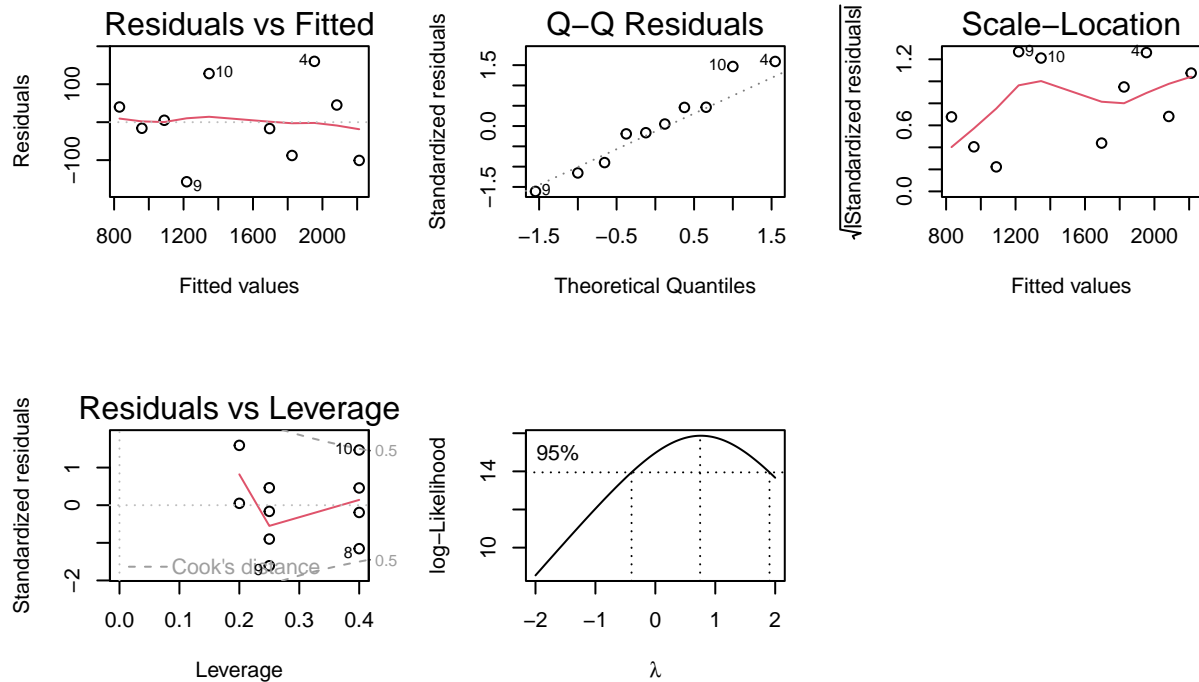 Residuals vs Fitted
Residuals
100
−100
10
4
9
800 1200 1600 2000
Fitted values
Q−Q Residuals
Standardized residuals
1.5
0.0
−1.5
10
4
9
−1.5 −0.5 0.5 1.5
Theoretical Quantiles
Scale−Location
√|Standardized residuals|
1.2
0.6
0.0
9
10
4
800 1200 1600 2000
Fitted values
Residuals vs Leverage
Standardized residuals
1
0
−2
10
0.5
8
0.5
9
Cook's distance
0.0 0.1 0.2 0.3 0.4
Leverage
log−Likelihood
14
10
95%
−2 −1 0 1 2
λ